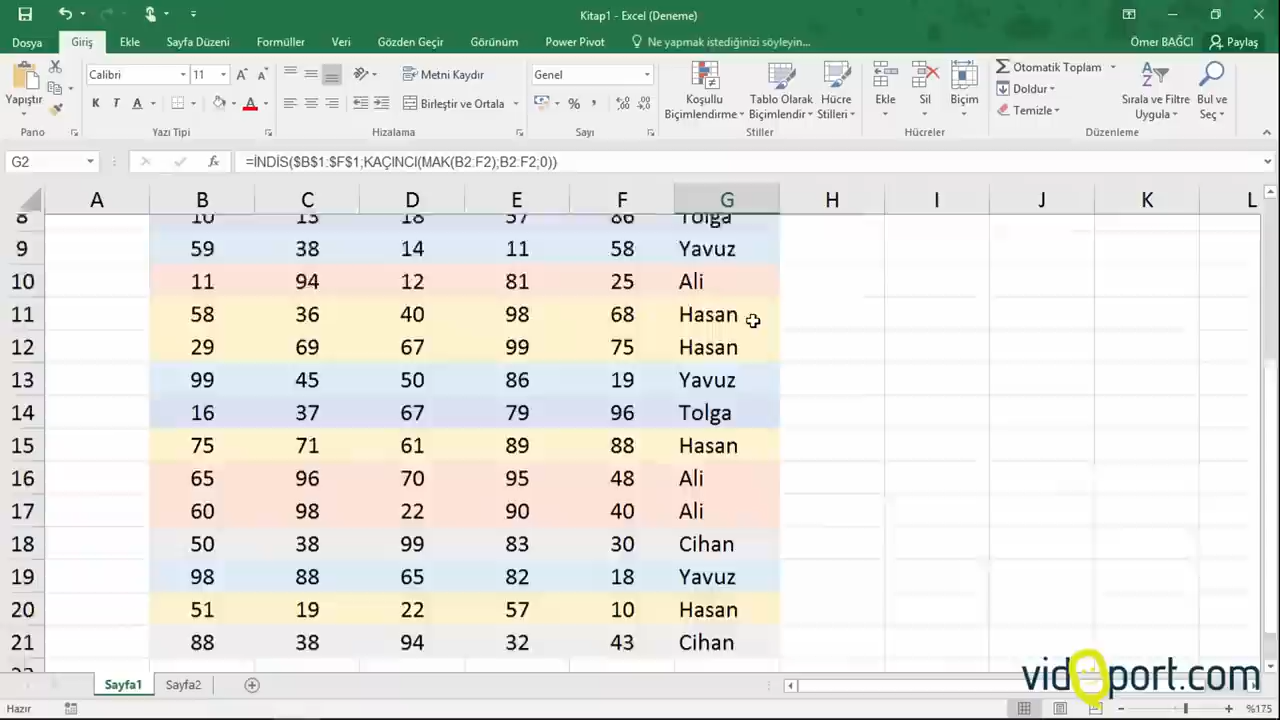 Kitap1 - Excel (Deneme)
Dosya Giriş Ekle Sayfa Düzeni Formüller Veri Gözden Geçir Görünüm Power Pivot Ne yapmak istediğinizi söyleyin... Ömer BAĞCI Paylaş
Yapıştır
Pano
Calibri 11
K T A
Yazı Tipi
Metni Kaydır
Birleştir ve Ortala
Hizalama
Genel
%
Sayı
Koşullu Biçimlendirme
Tablo Olarak Biçimlendir
Hücre Stilleri
Stiller
Ekle Sil Biçim
Hücreler
Otomatik Toplam
Doldur
Temizle
Sırala ve Filtre Uygula
Bul ve Seç
Düzenleme
G2 fx =İNDİS($B$1:$F$1;KAÇINCI(MAK(B2:F2);B2:F2;0))
A B C D E F G H I J K L
8 10 13 18 57 86 Tolga
9 59 38 14 11 58 Yavuz
10 11 94 12 81 25 Ali
11 58 36 40 98 68 Hasan
12 29 69 67 99 75 Hasan
13 99 45 50 86 19 Yavuz
14 16 37 67 79 96 Tolga
15 75 71 61 89 88 Hasan
16 65 96 70 95 48 Ali
17 60 98 22 90 40 Ali
18 50 38 99 83 30 Cihan
19 98 88 65 82 18 Yavuz
20 51 19 22 57 10 Hasan
21 88 38 94 32 43 Cihan
vidoport.com
Sayfa1 Sayfa2
Hazır %175